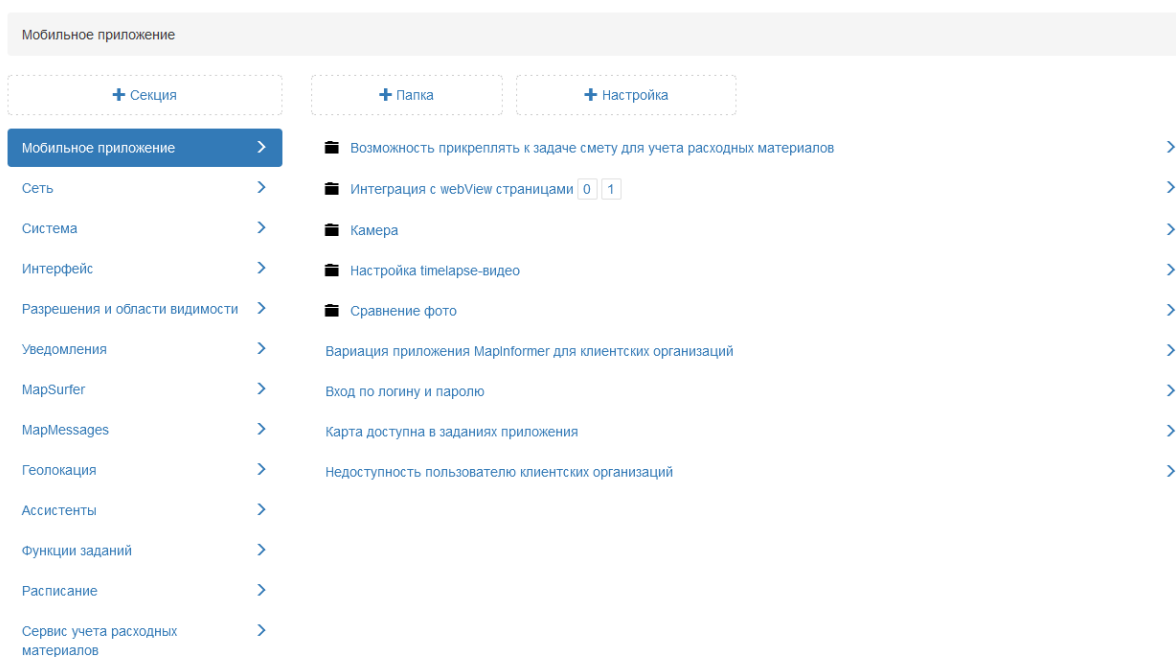 Мобильное приложение
+ Секция
+ Папка
+ Настройка
Мобильное приложение
Сеть
Система
Интерфейс
Разрешения и области видимости
Уведомления
MapSurfer
MapMessages
Геолокация
Ассистенты
Функции заданий
Расписание
Сервис учета расходных
материалов
Возможность прикреплять к задаче смету для учета расходных материалов
Интеграция с webView страницами 0 1
Камера
Настройка timelapse-видео
Сравнение фото
Вариация приложения MapInformer для клиентских организаций
Вход по логину и паролю
Карта доступна в заданиях приложения
Недоступность пользователю клиентских организаций